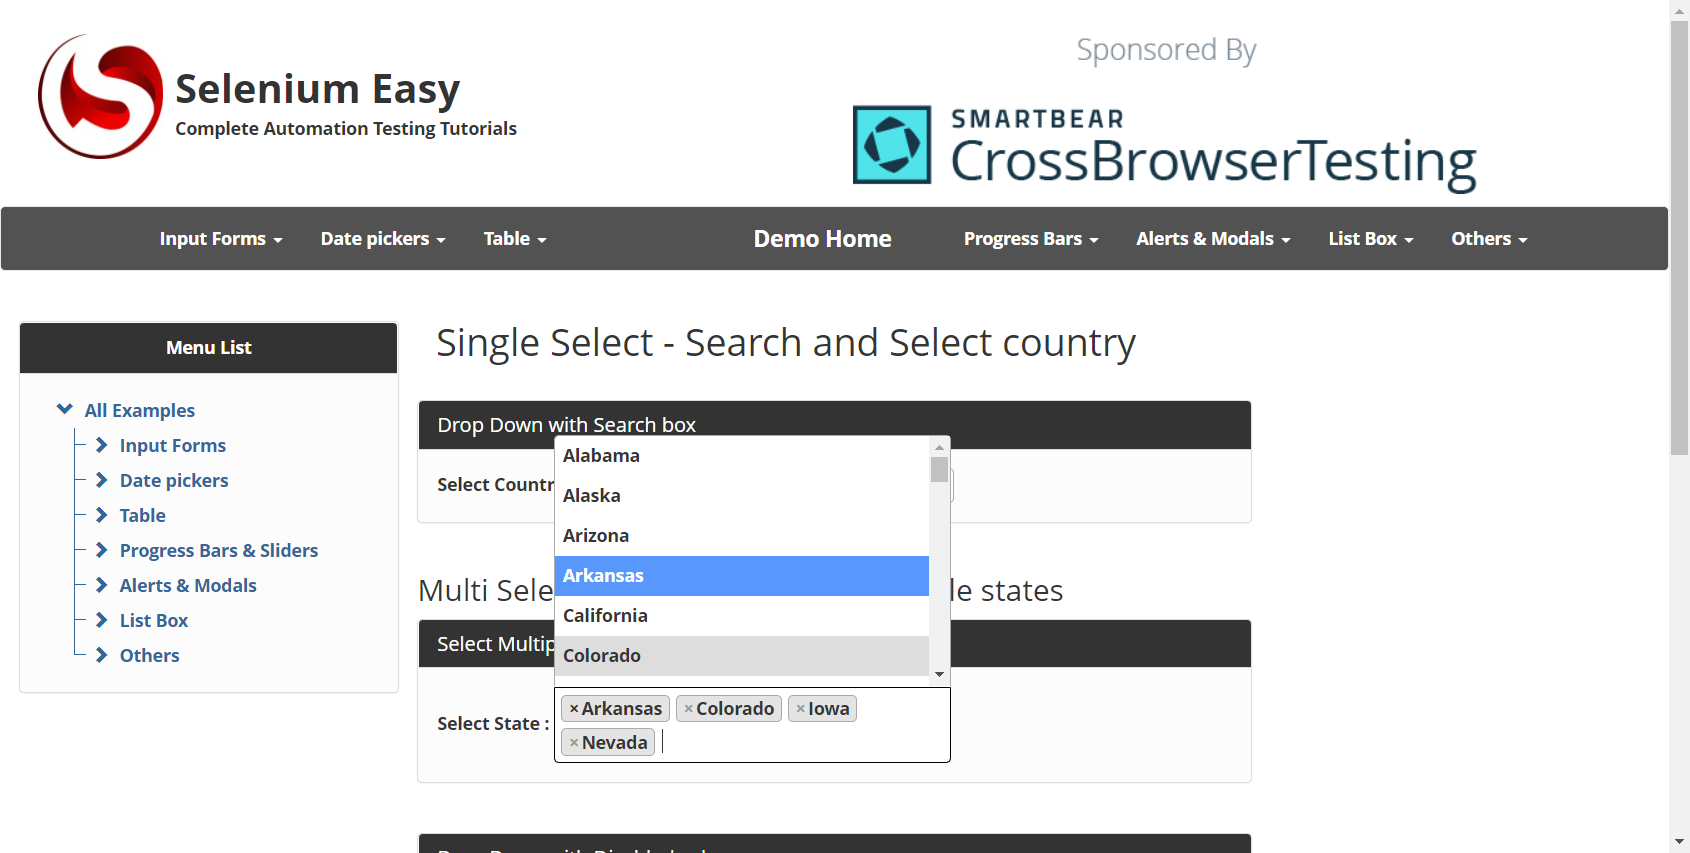 Sponsored By
Selenium Easy
Complete Automation Testing Tutorials
SMARTBEAR
CrossBrowserTesting
Input Forms
Date pickers
Table
Demo Home
Progress Bars
Alerts & Modals
List Box
Others
Menu List
All Examples
Input Forms
Date pickers
Table
Progress Bars & Sliders
Alerts & Modals
List Box
Others
Single Select - Search and Select country
Drop Down with Search box
Select Countr
Alabama
Alaska
Arizona
Arkansas
California
Colorado
Multi Sele
le states
Select Multip
Select State :
×Arkansas ×Colorado ×Iowa
×Nevada